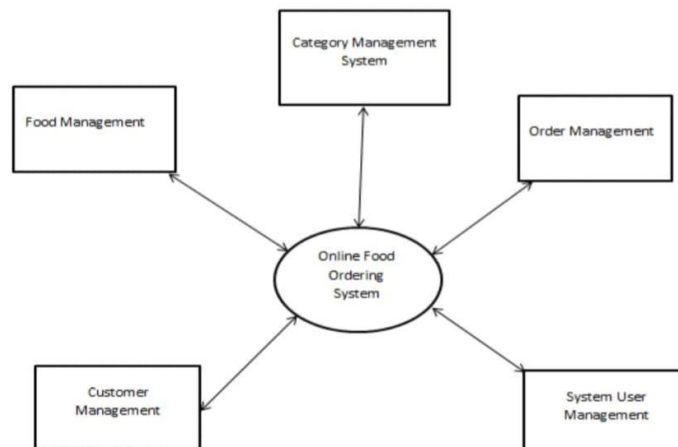 Category Management
System
Food Management
Order Management
Online Food
Ordering
System
Customer
Management
System User
Management